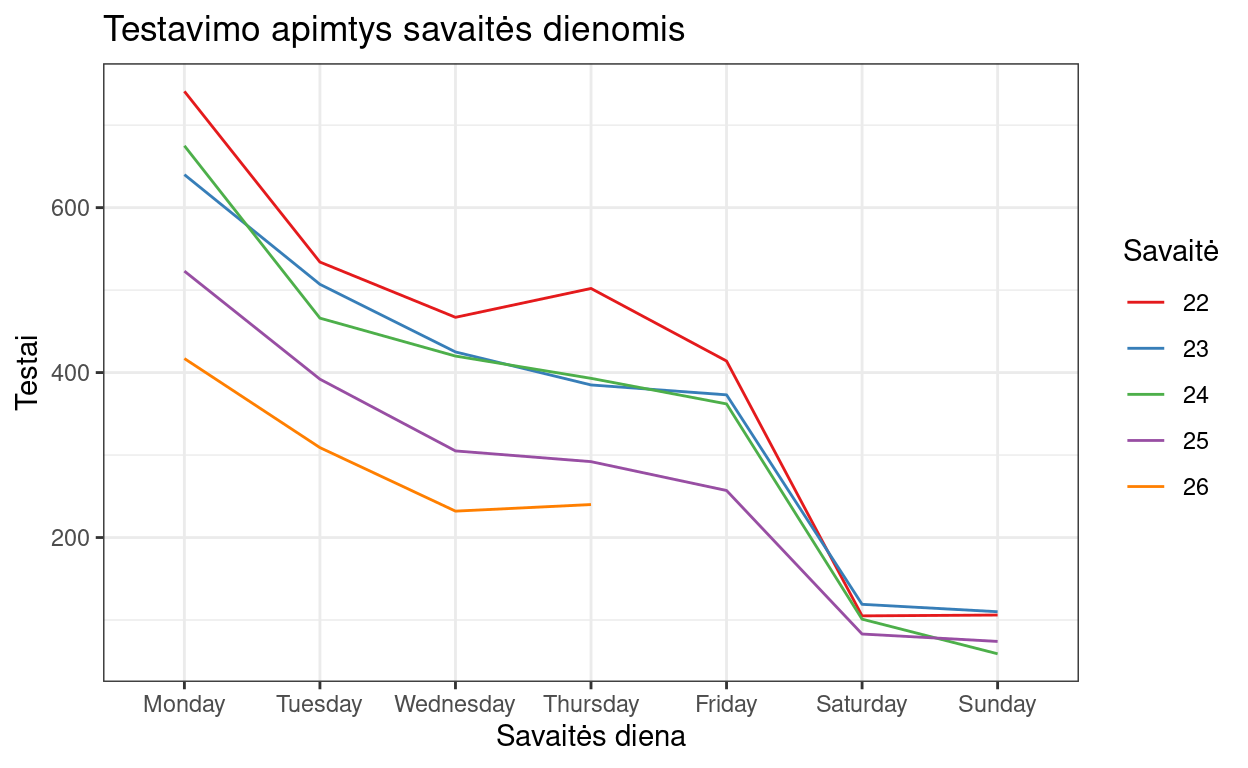 Testavimo apimtys savaitės dienomis
600
400
200
Testai
Monday Tuesday Wednesday Thursday Friday Saturday Sunday
Savaitės diena
Savaitė
22
23
24
25
26